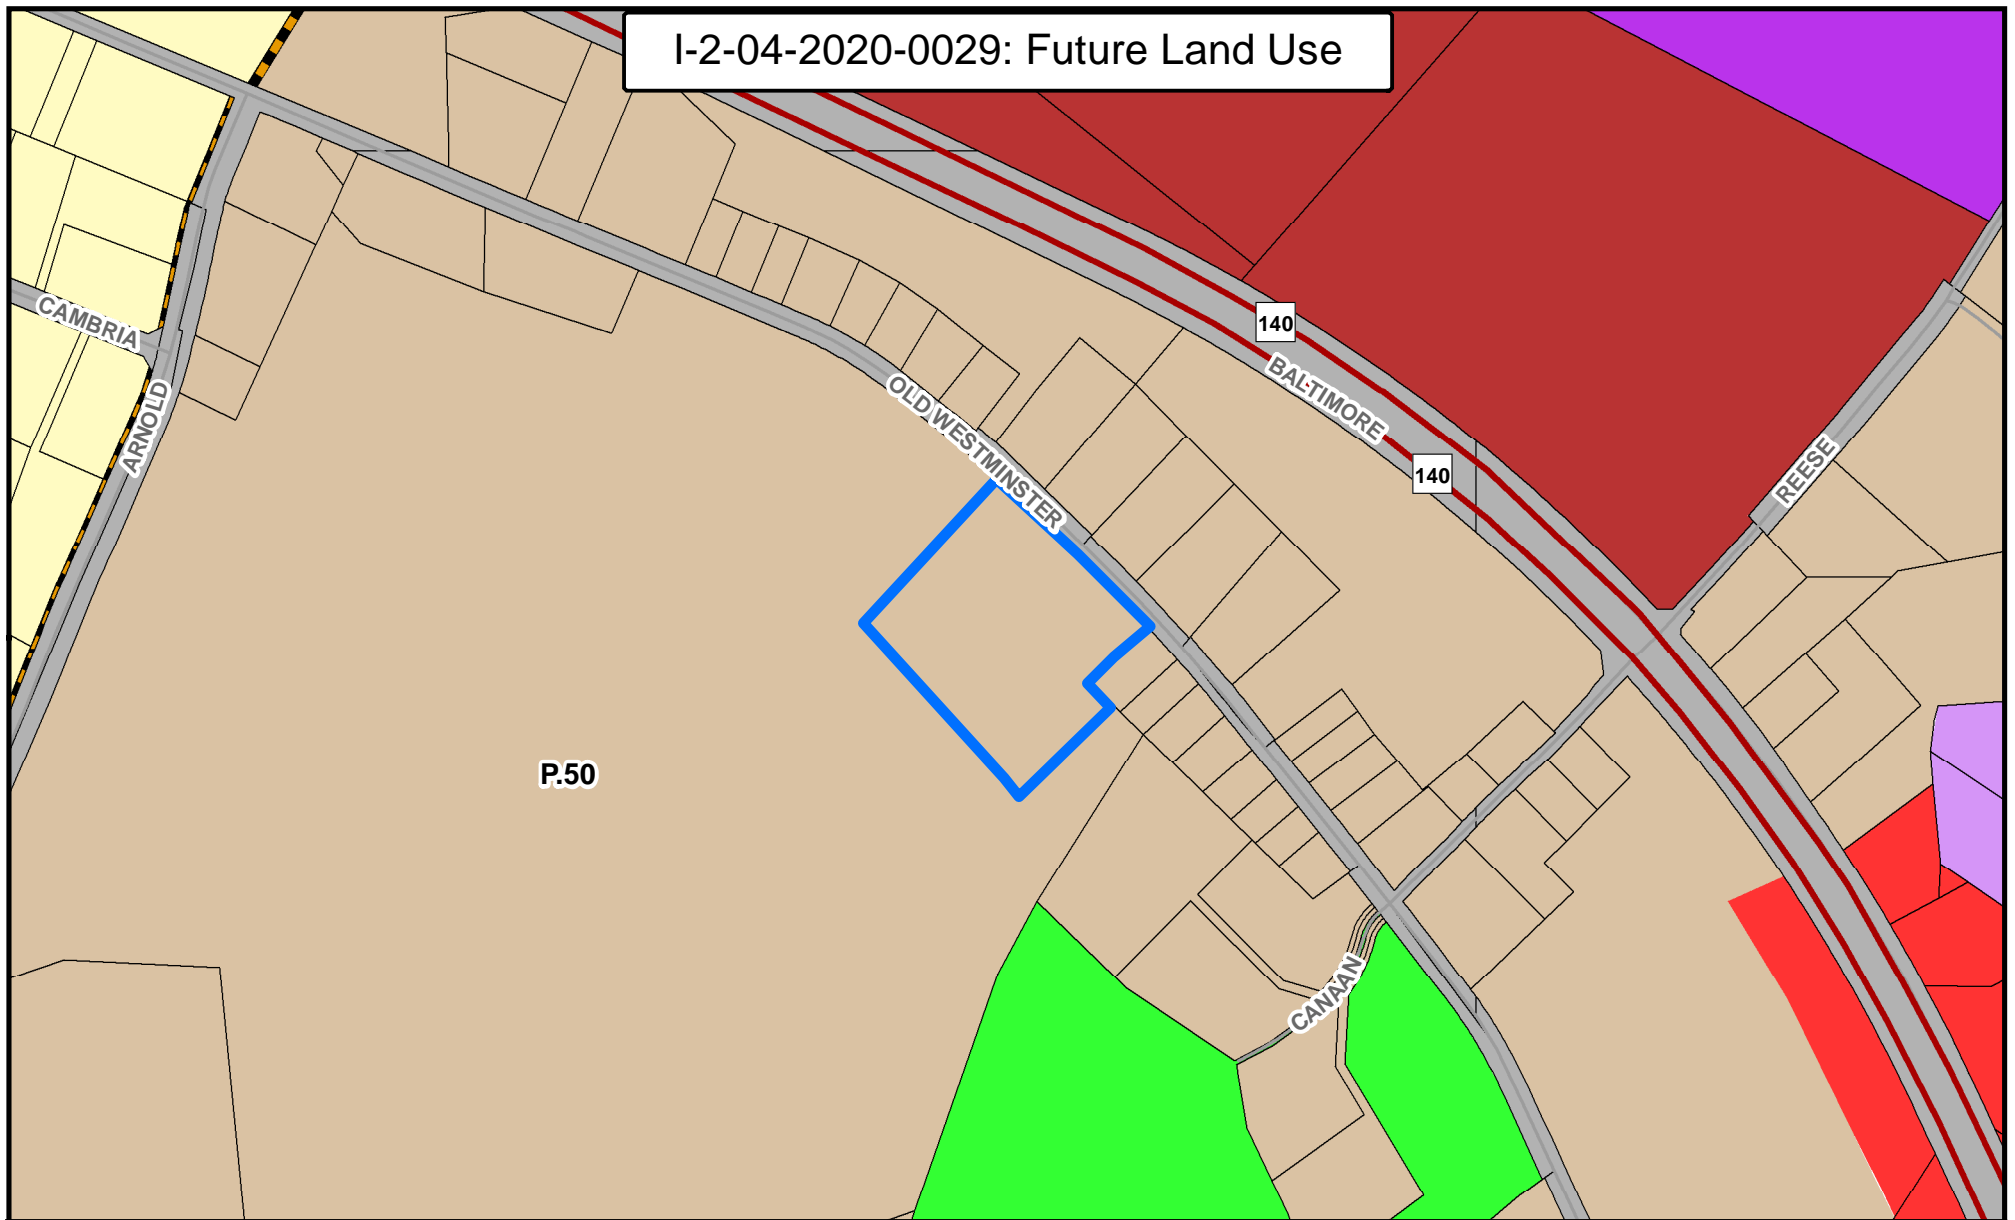 I-2-04-2020-0029: Future Land Use
CAMBRIA
ARNOLD
OLD WESTMINSTER
140
BALTIMORE
140
REESE
P.50
CANAAN